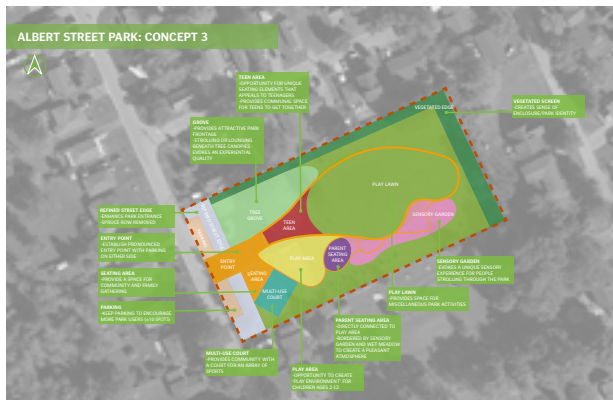 ALBERT STREET PARK: CONCEPT 3
TEEN AREA
-OPPORTUNITY FOR UNIQUE
SEATING ELEMENTS THAT
APPEALS TO TEENAGERS
-PROVIDES COMMUNAL SPACE
FOR TEENS TO GET TOGETHER
VEGETATED EDGE
VEGETATED SCREEN
-CREATES SENSE OF
ENCLOSURE/PARK IDENTITY
GROVE
-PROVIDES ATTRACTIVE PARK
FRONTAGE
-STROLLING OR LOUNGING
BENEATH TREE CANOPIES
EVOKES AN EXPERIENTIAL
QUALITY
PLAY LAWN
REFINED STREET EDGE
-ENHANCE PARK ENTRANCE
-SPRUCE ROW REMOVED
REFINED STREET EDGE
PARKING
TREE
GROVE
TEEN
AREA
SENSORY GARDEN
ENTRY POINT
-ESTABLISH PRONOUNCED
ENTRY POINT WITH PARKING
ON EITHER SIDE
ENTRY
POINT
PLAY AREA
PARENT
SEATING
AREA
SEATING
AREA
SENSORY GARDEN
-EVOKES A UNIQUE SENSORY
EXPERIENCE FOR PEOPLE
STROLLING THROUGH THE PARK
SEATING AREA
-PROVIDE A SPACE FOR
COMMUNITY AND FAMILY
GATHERING
MULTI-USE
COURT
PLAY LAWN
-PROVIDES SPACE FOR
MISCELLANEOUS PARK ACTIVITIES
PARKING
-KEEP PARKING TO ENCOURAGE
MORE PARK USERS (±10 SPOTS)
PARENT SEATING AREA
-DIRECTLY CONNECTED TO
PLAY AREA
-BORDERED BY SENSORY
GARDEN AND WET MEADOW
TO CREATE A PLEASANT
ATMOSPHERE
MULTI-USE COURT
-PROVIDES COMMUNITY WITH
A COURT FOR AN ARRAY OF
SPORTS
PLAY AREA
-OPPORTUNITY TO CREATE
'PLAY ENVIRONMENT' FOR
CHILDREN AGES 2-12